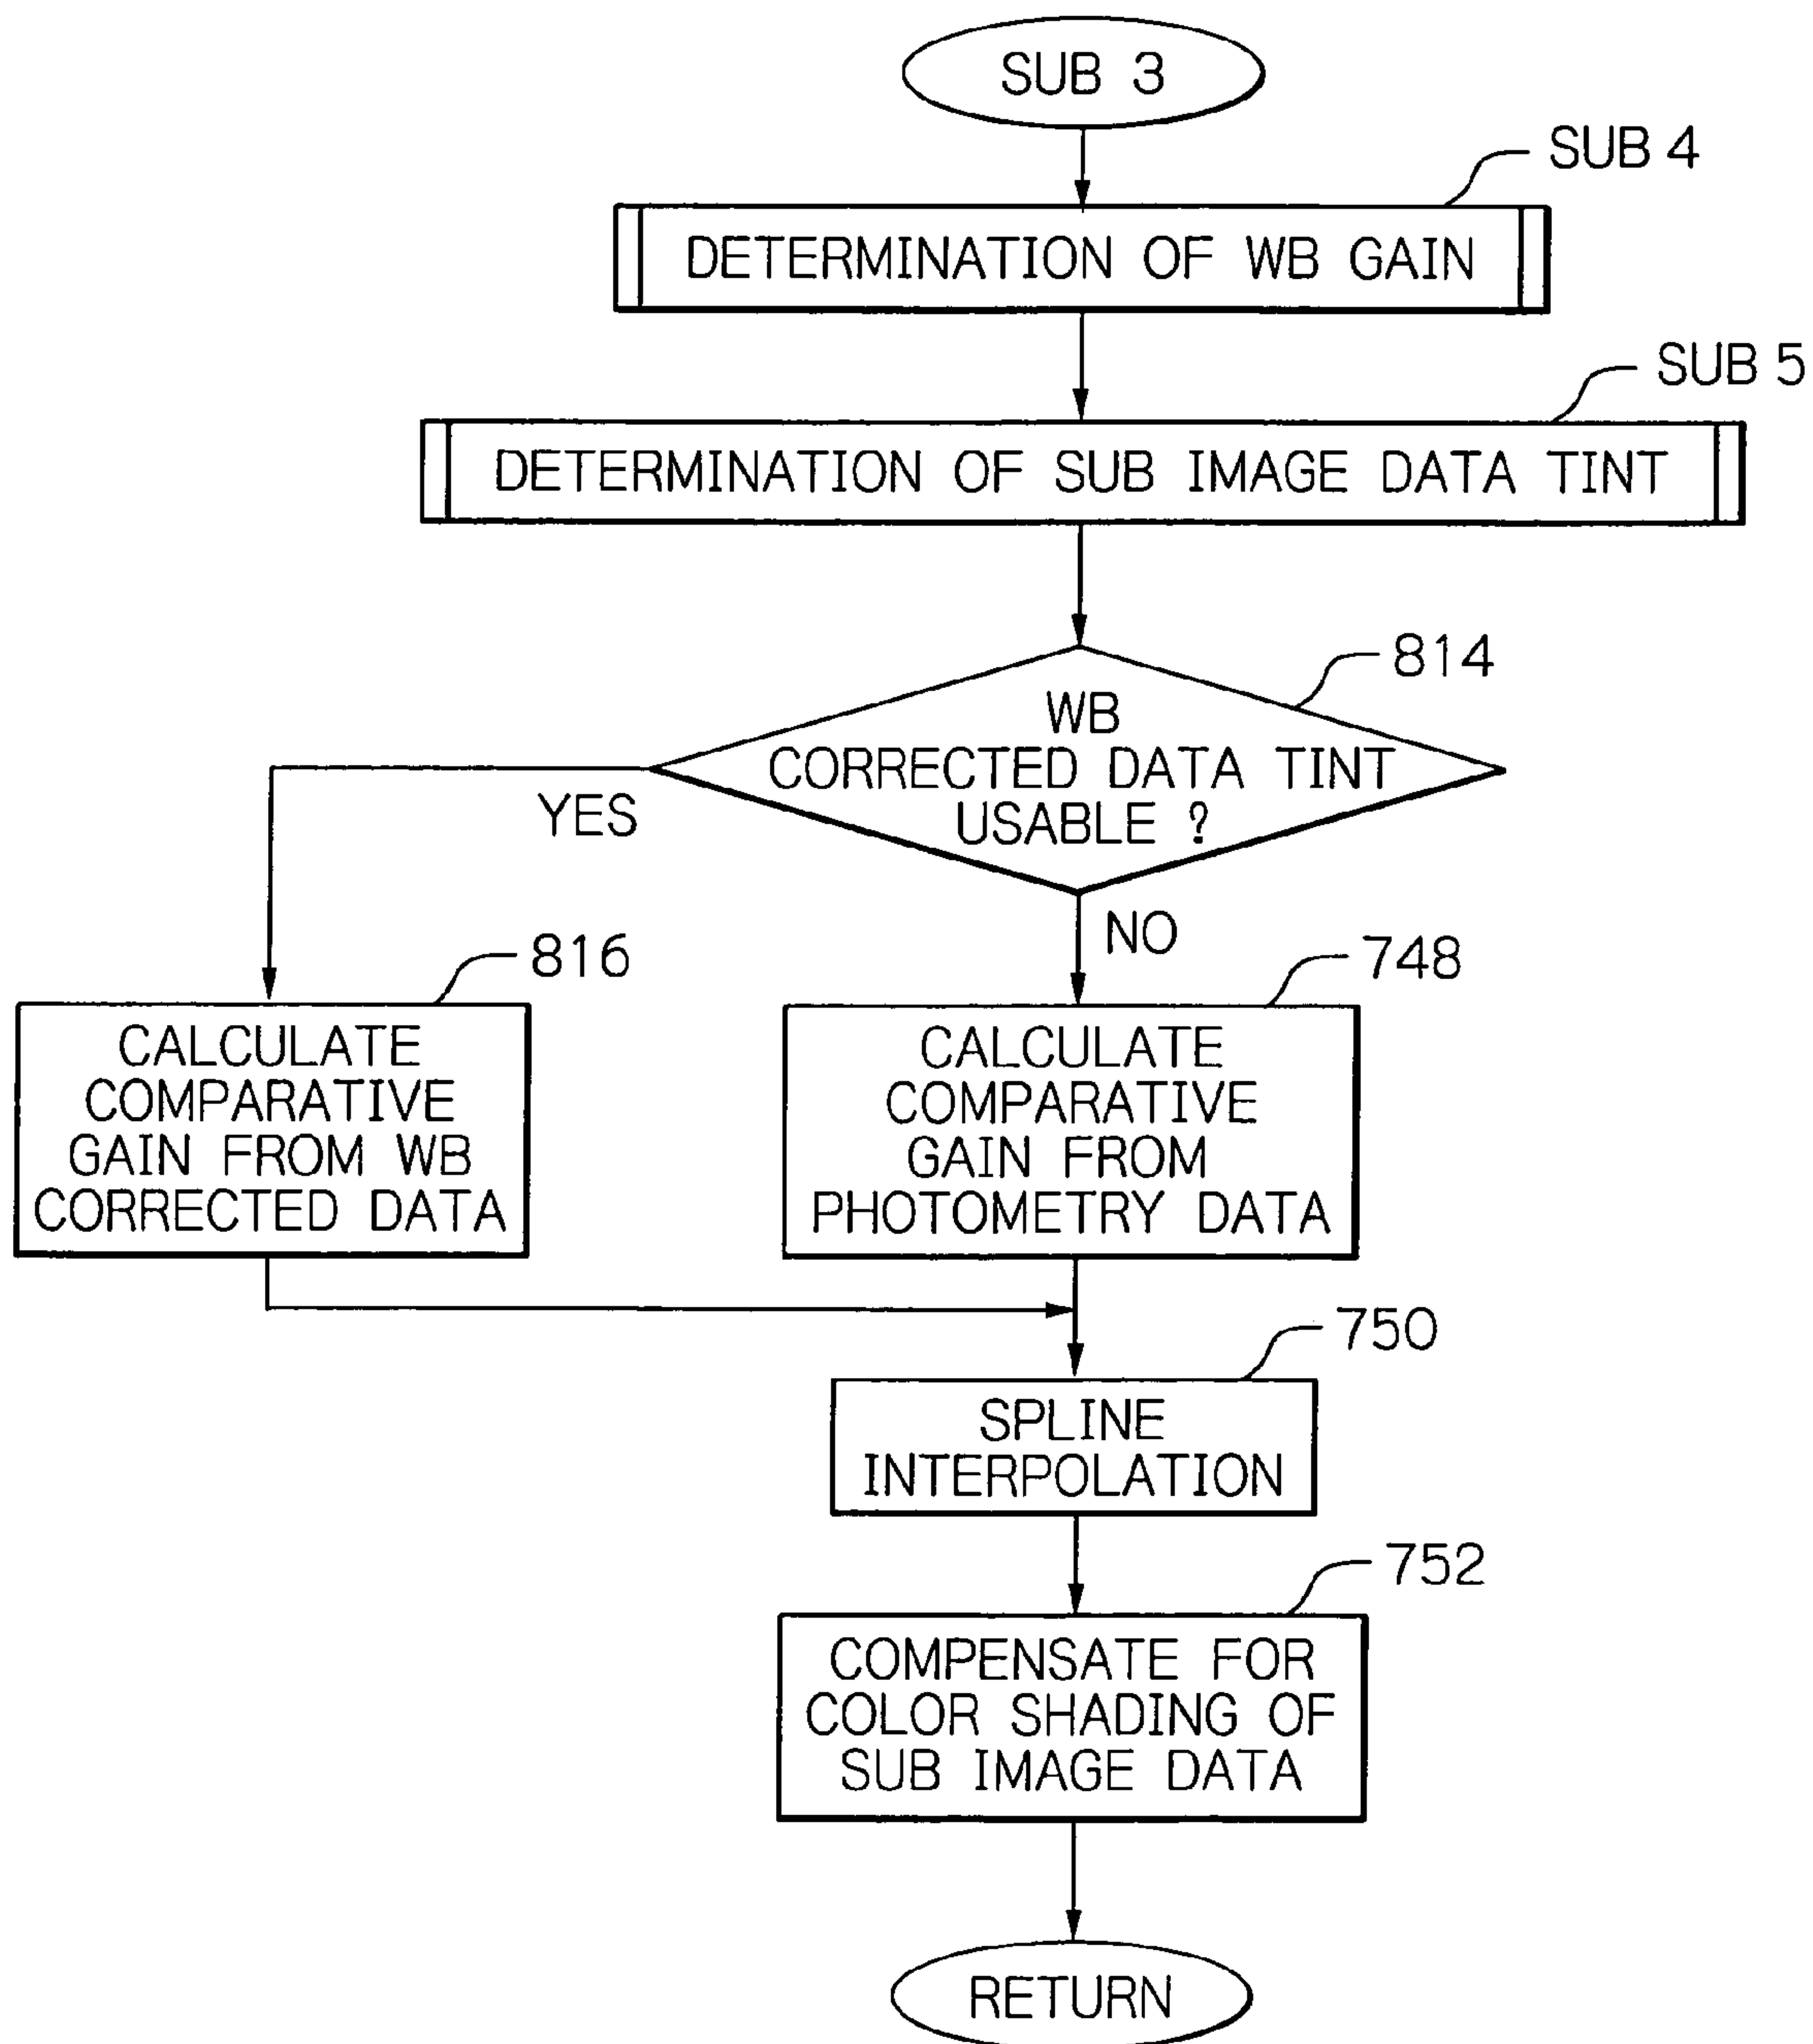 SUB 3
SUB 4
DETERMINATION OF WB GAIN
SUB 5
DETERMINATION OF SUB IMAGE DATA TINT
814
WB
CORRECTED DATA TINT
USABLE ?
YES
NO
816
CALCULATE
COMPARATIVE
GAIN FROM WB
CORRECTED DATA
748
CALCULATE
COMPARATIVE
GAIN FROM
PHOTOMETRY DATA
750
SPLINE
INTERPOLATION
752
COMPENSATE FOR
COLOR SHADING OF
SUB IMAGE DATA
RETURN